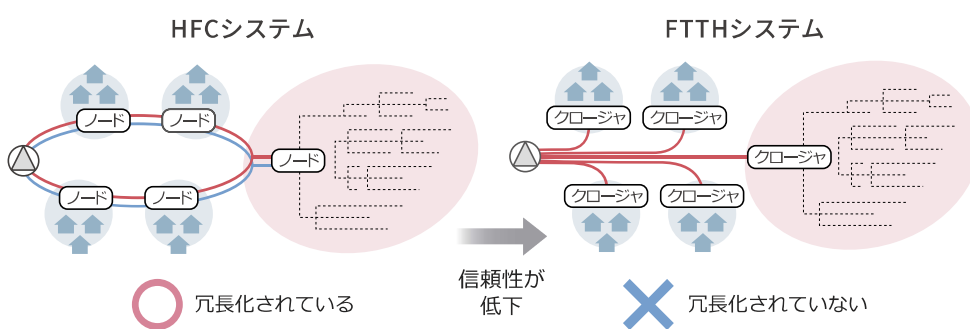 HFCシステム
FTTHシステム
ノード
ノード
ノード
ノード
ノード
クロージャ
クロージャ
クロージャ
クロージャ
クロージャ
信頼性が
低下
冗長化されている
冗長化されていない